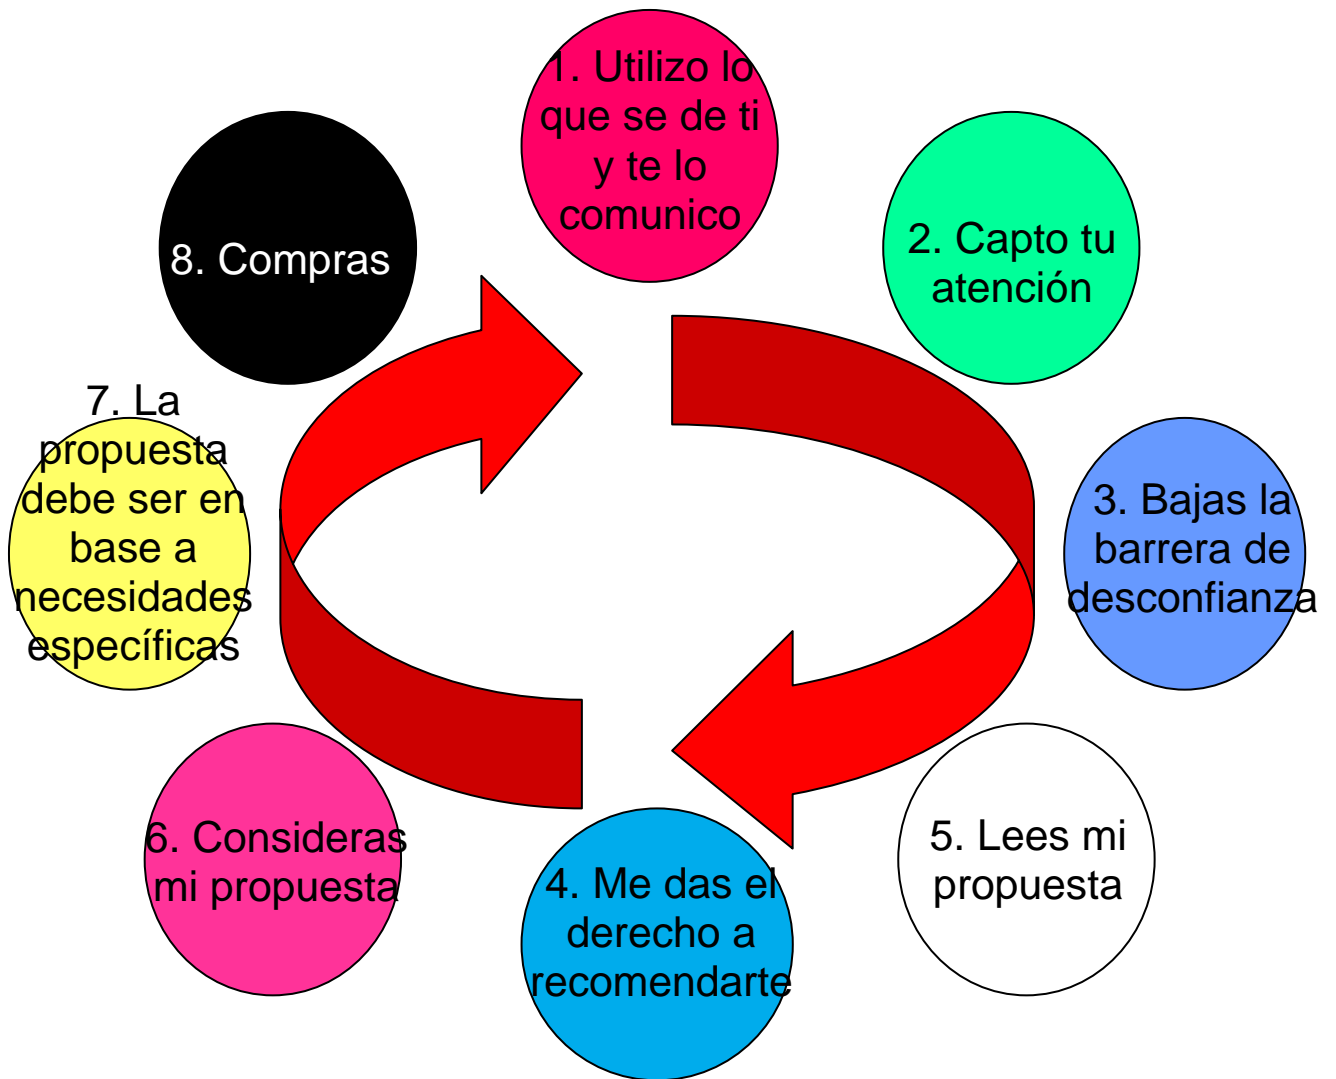 1. Utilizo lo
que se de ti
y te lo
comunico
2. Capto tu
atención
3. Bajas la
barrera de
desconfianza
5. Lees mi
propuesta
4. Me das el
derecho a
recomendarte
6. Consideras
mi propuesta
7. La
propuesta
debe ser en
base a
necesidades
específicas
8. Compras